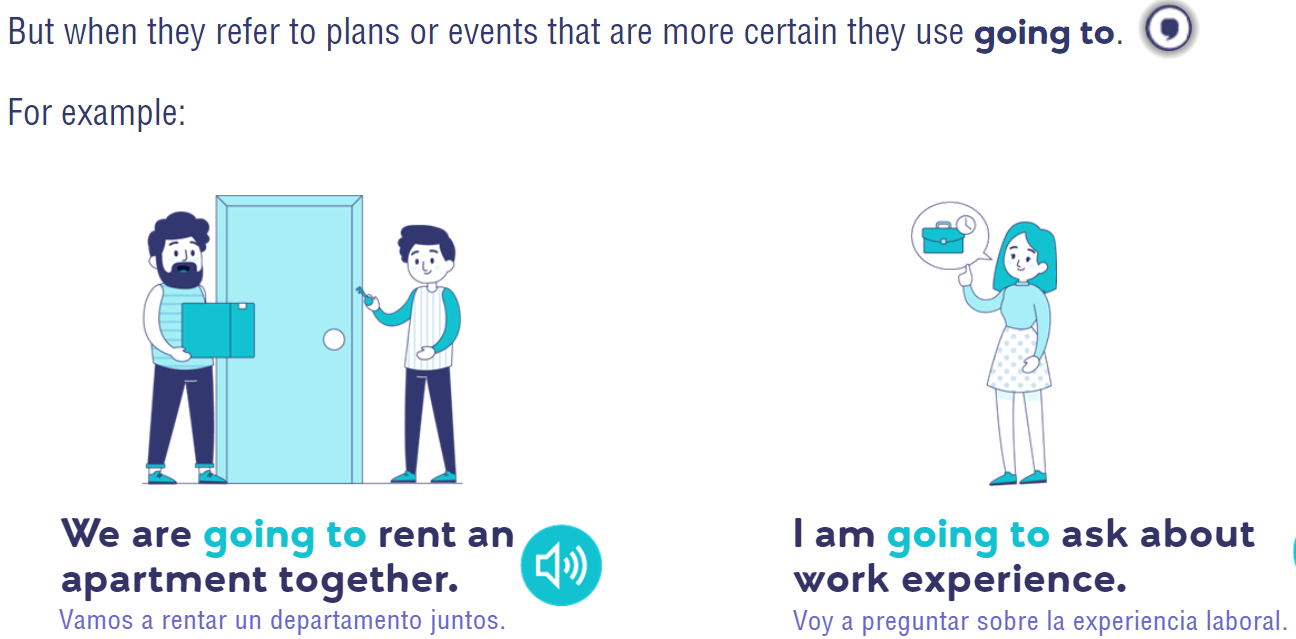 But when they refer to plans or events that are more certain they use going to.
For example:
We are going to rent an
apartment together.
Vamos a rentar un departamento juntos.
I am going to ask about
work experience.
Voy a preguntar sobre la experiencia laboral.